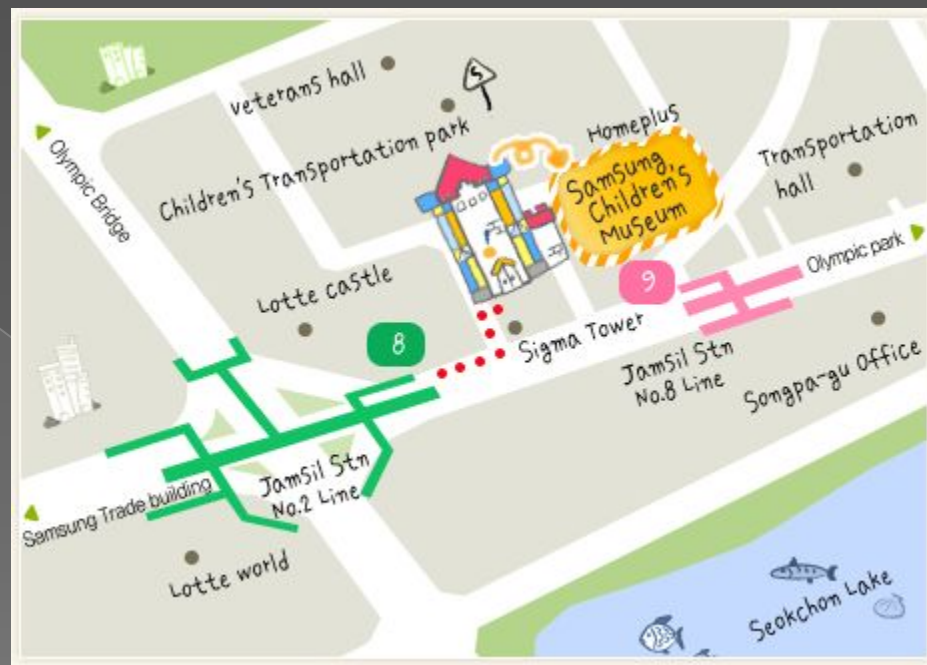 veterans hall
Children's Transportation park
Homeplus
Samsung,
Children's
Museum
Transportation
hall
Olympic Bridge
Olympic park
Lotte castle
8
9
Sigma Tower
Jamsil Stn
No.8 Line
Songpa-gu Office
Jamsil Stn
No.2 Line
Samsung Trade building
Lotte world
Seokchon Lake